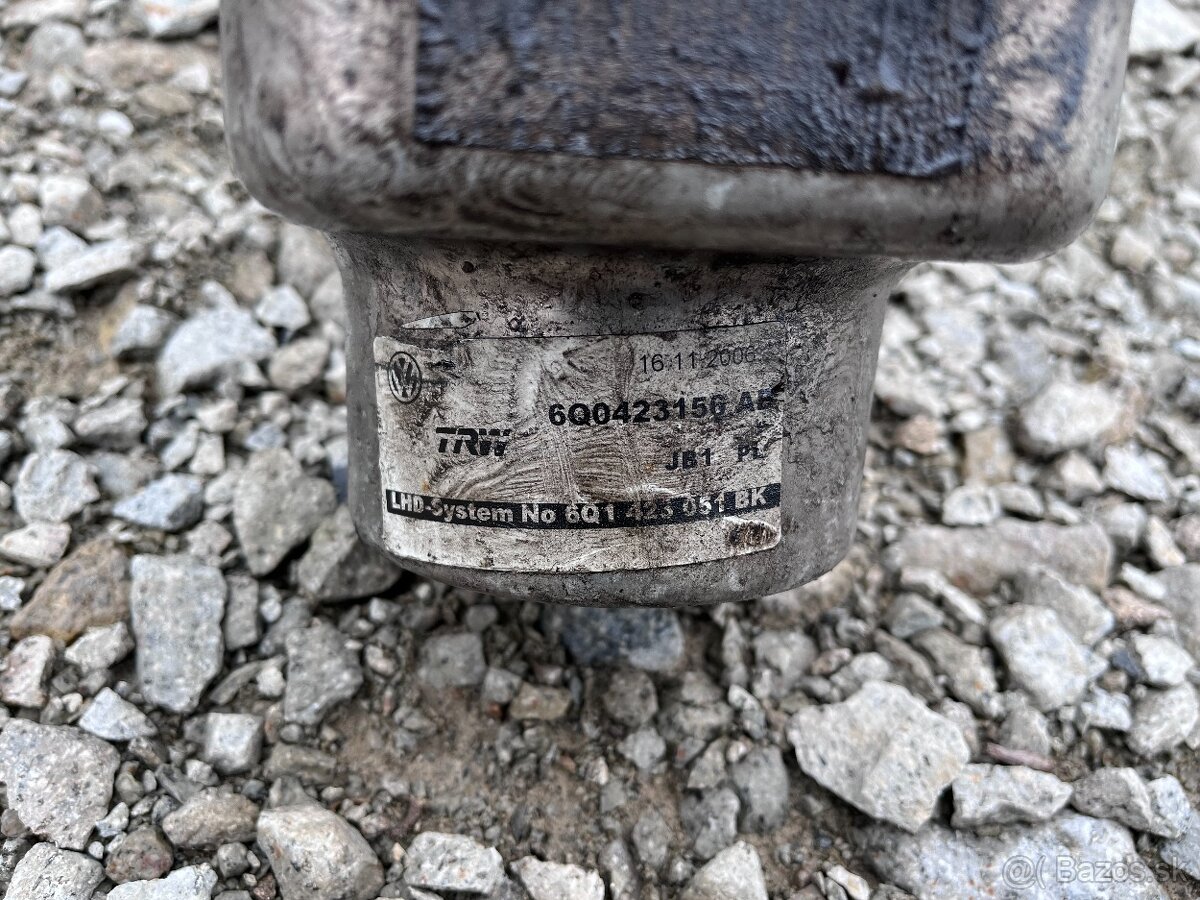 16.11.2006
6Q0423156 AB
TRW
JB1 PL
LHD-System No 6Q1 423 051 BK
@( Bazos.sk